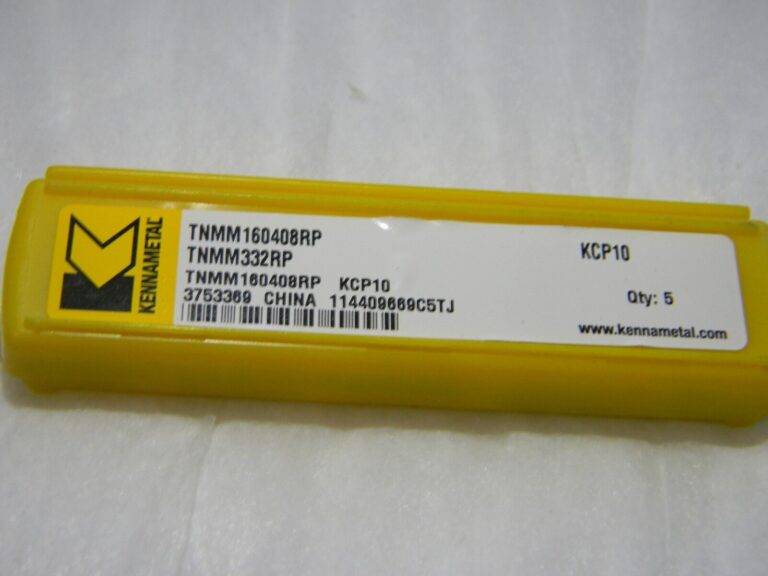 KENNAMETAL
TNMM160408RP
TNMM332RP
TNMM160408RP KCP10
3753369 CHINA 114409669C5TJ
KCP10
Qty: 5
www.kennametal.com